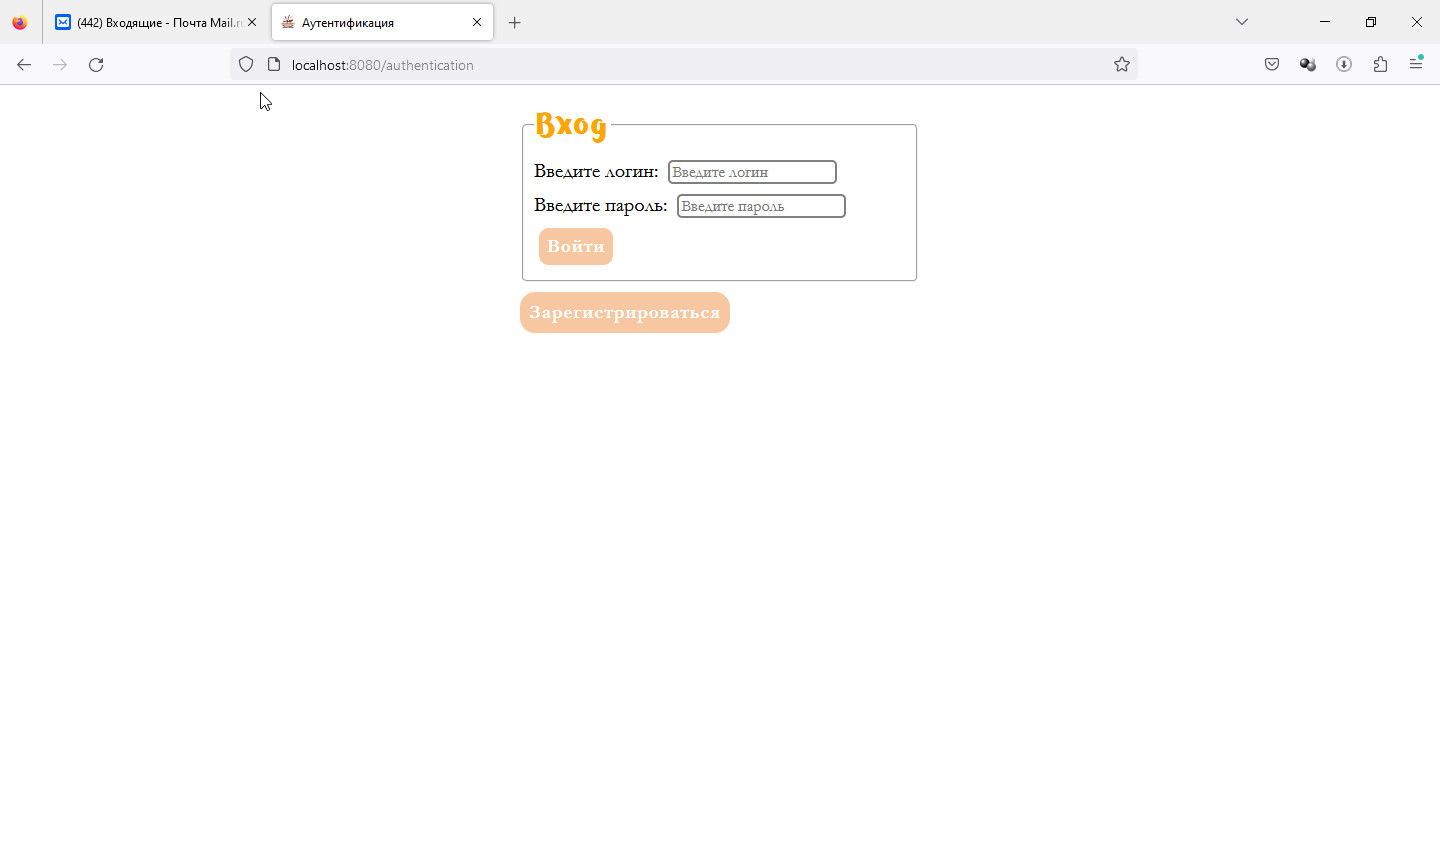 (442) Входящие - Почта Mail.ru
Аутентификация
localhost:8080/authentication
Вход
Введите логин: Введите логин
Введите пароль: Введите пароль
Войти
Зарегистрироваться